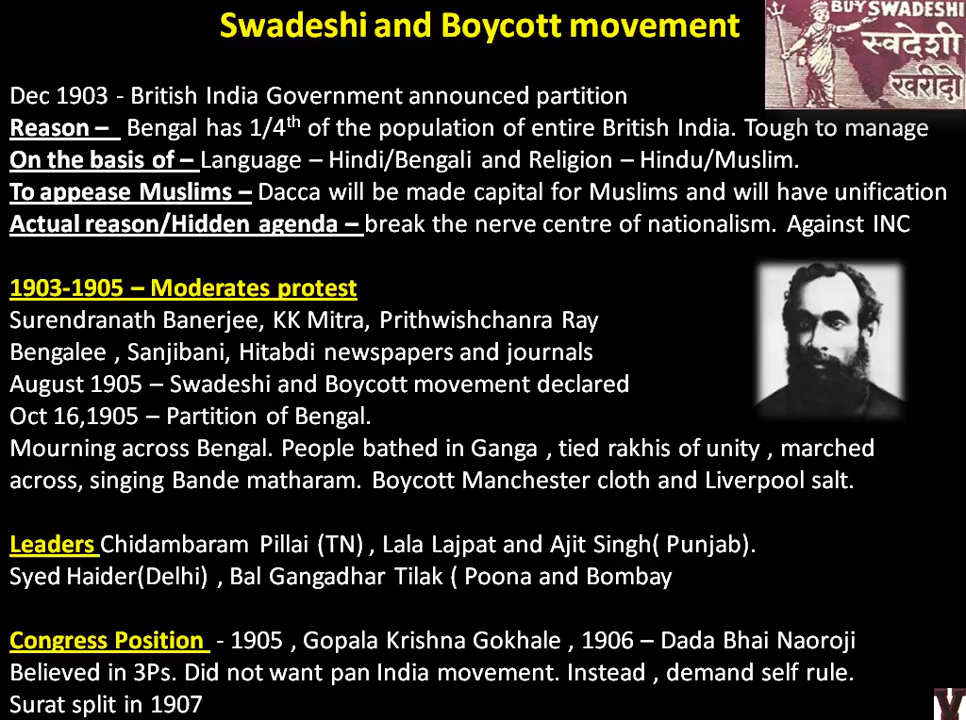 Swadeshi and Boycott movement
BUY SWADESHI
स्वदेशी
खरीदो
Dec 1903 - British India Government announced partition
Reason – Bengal has 1/4th of the population of entire British India. Tough to manage
On the basis of – Language – Hindi/Bengali and Religion – Hindu/Muslim.
To appease Muslims – Dacca will be made capital for Muslims and will have unification
Actual reason/Hidden agenda – break the nerve centre of nationalism. Against INC
1903-1905 – Moderates protest
Surendranath Banerjee, KK Mitra, Prithwishchanra Ray
Bengalee , Sanjibani, Hitabdi newspapers and journals
August 1905 – Swadeshi and Boycott movement declared
Oct 16,1905 – Partition of Bengal.
Mourning across Bengal. People bathed in Ganga , tied rakhis of unity , marched
across, singing Bande matharam. Boycott Manchester cloth and Liverpool salt.
Leaders Chidambaram Pillai (TN) , Lala Lajpat and Ajit Singh( Punjab).
Syed Haider(Delhi) , Bal Gangadhar Tilak ( Poona and Bombay
Congress Position - 1905 , Gopala Krishna Gokhale , 1906 – Dada Bhai Naoroji
Believed in 3Ps. Did not want pan India movement. Instead , demand self rule.
Surat split in 1907